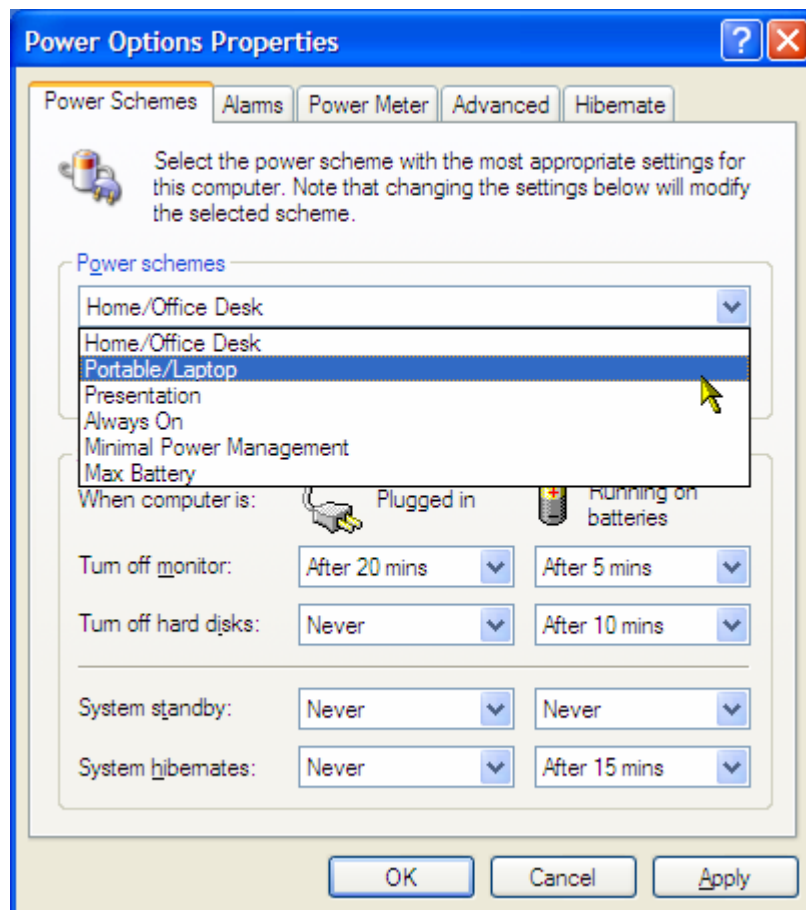 Power Options Properties
Power Schemes Alarms Power Meter Advanced Hibernate
Select the power scheme with the most appropriate settings for
this computer. Note that changing the settings below will modify
the selected scheme.
Power schemes
Home/Office Desk
Home/Office Desk
Portable/Laptop
Presentation
Always On
Minimal Power Management
Max Battery
When computer is: Plugged in Running on
batteries
Turn off monitor: After 20 mins After 5 mins
Turn off hard disks: Never After 10 mins
System standby: Never Never
System hibernates: Never After 15 mins
OK Cancel Apply